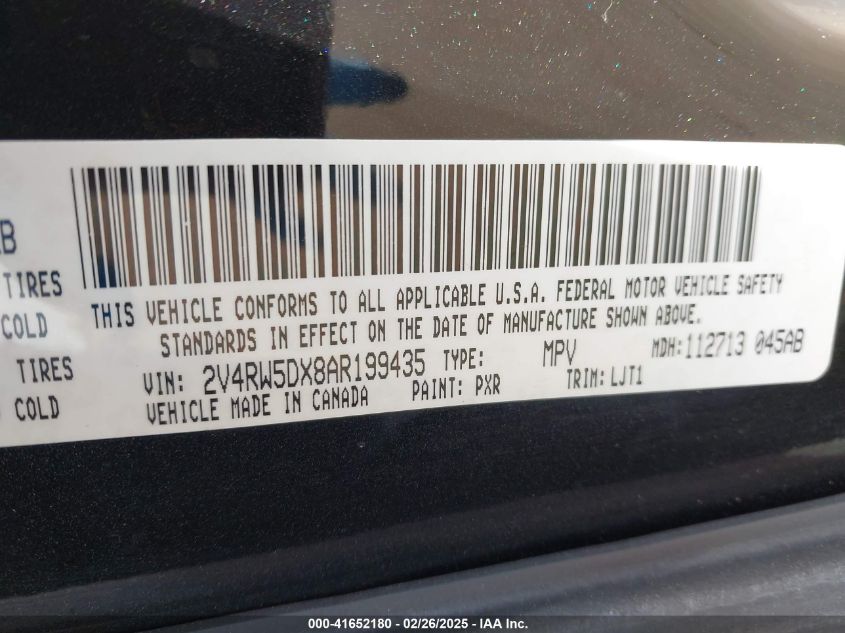 AB
TIRES
COLD
TIRES
COLD
THIS VEHICLE CONFORMS TO ALL APPLICABLE U.S.A. FEDERAL MOTOR VEHICLE SAFETY
STANDARDS IN EFFECT ON THE DATE OF MANUFACTURE SHOWN ABOVE.
VIN: 2V4RW5DX8AR199435 TYPE: MPV MDH:112713 045AB
VEHICLE MADE IN CANADA PAINT: PXR TRIM: LJT1
000-41652180 - 02/26/2025 - IAA Inc.